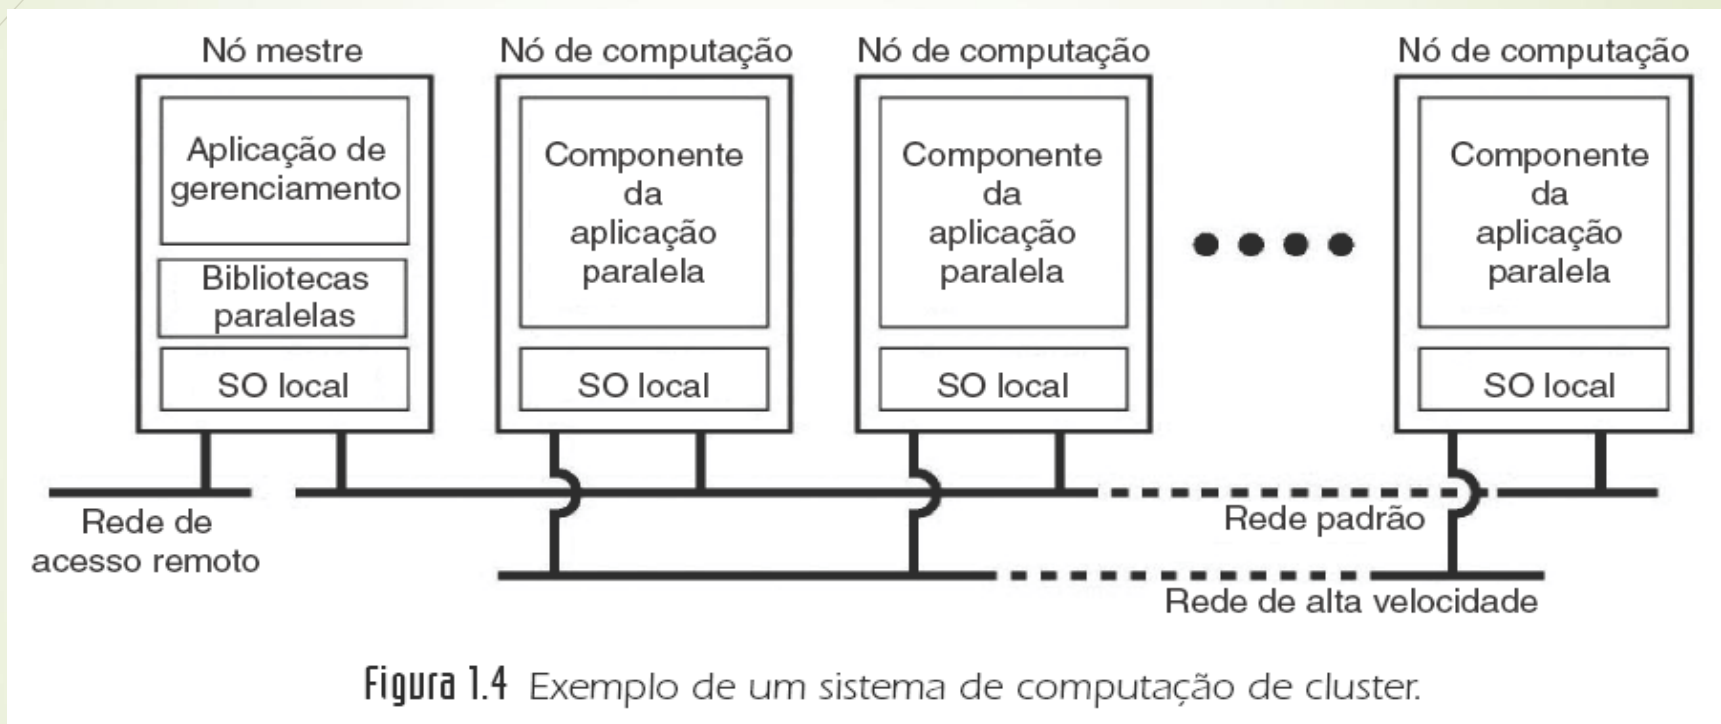 Nó mestre
Nó de computação
Nó de computação
Nó de computação
Aplicação de
gerenciamento
Bibliotecas
paralelas
SO local
Componente
da
aplicação
paralela
SO local
Componente
da
aplicação
paralela
SO local
Componente
da
aplicação
paralela
SO local
Rede de
acesso remoto
Rede padrão
Rede de alta velocidade
Figura 1.4 Exemplo de um sistema de computação de cluster.